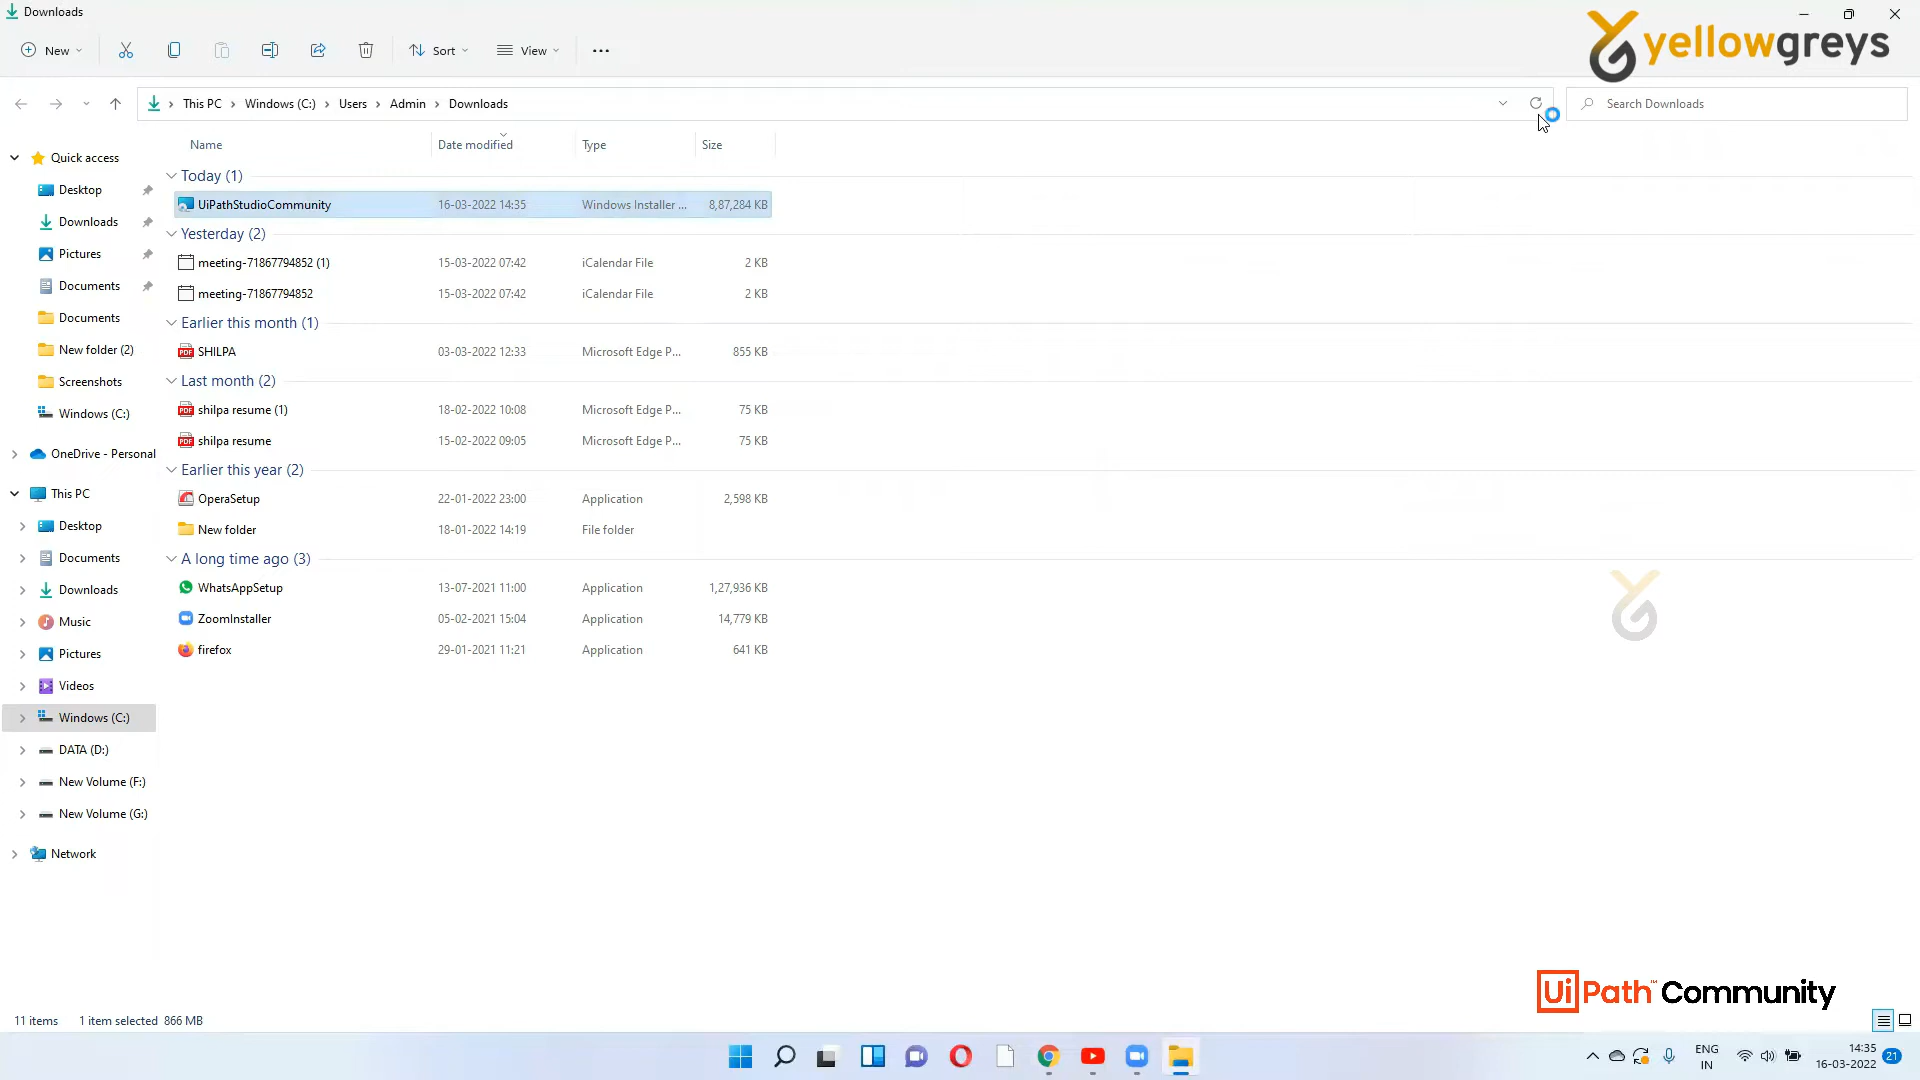 Downloads
New
Sort
View
yellowgreys
This PC > Windows (C:) > Users > Admin > Downloads
Search Downloads
Name Date modified Type Size
Quick access
Desktop
Downloads
Pictures
Documents
Documents
New folder (2)
Screenshots
Windows (C:)
OneDrive - Personal
This PC
Desktop
Documents
Downloads
Music
Pictures
Videos
Windows (C:)
DATA (D:)
New Volume (F:)
New Volume (G:)
Network
Today (1)
UiPathStudioCommunity 16-03-2022 14:35 Windows Installer ... 8,87,284 KB
Yesterday (2)
meeting-71867794852 (1) 15-03-2022 07:42 iCalendar File 2 KB
meeting-71867794852 15-03-2022 07:42 iCalendar File 2 KB
Earlier this month (1)
SHILPA 03-03-2022 12:33 Microsoft Edge P... 855 KB
Last month (2)
shilpa resume (1) 18-02-2022 10:08 Microsoft Edge P... 75 KB
shilpa resume 15-02-2022 09:05 Microsoft Edge P... 75 KB
Earlier this year (2)
OperaSetup 22-01-2022 23:00 Application 2,598 KB
New folder 18-01-2022 14:19 File folder
A long time ago (3)
WhatsAppSetup 13-07-2021 11:00 Application 1,27,936 KB
ZoomInstaller 05-02-2021 15:04 Application 14,779 KB
firefox 29-01-2021 11:21 Application 641 KB
UiPath™ Community
11 items 1 item selected 866 MB
ENG
IN
14:35
16-03-2022
21